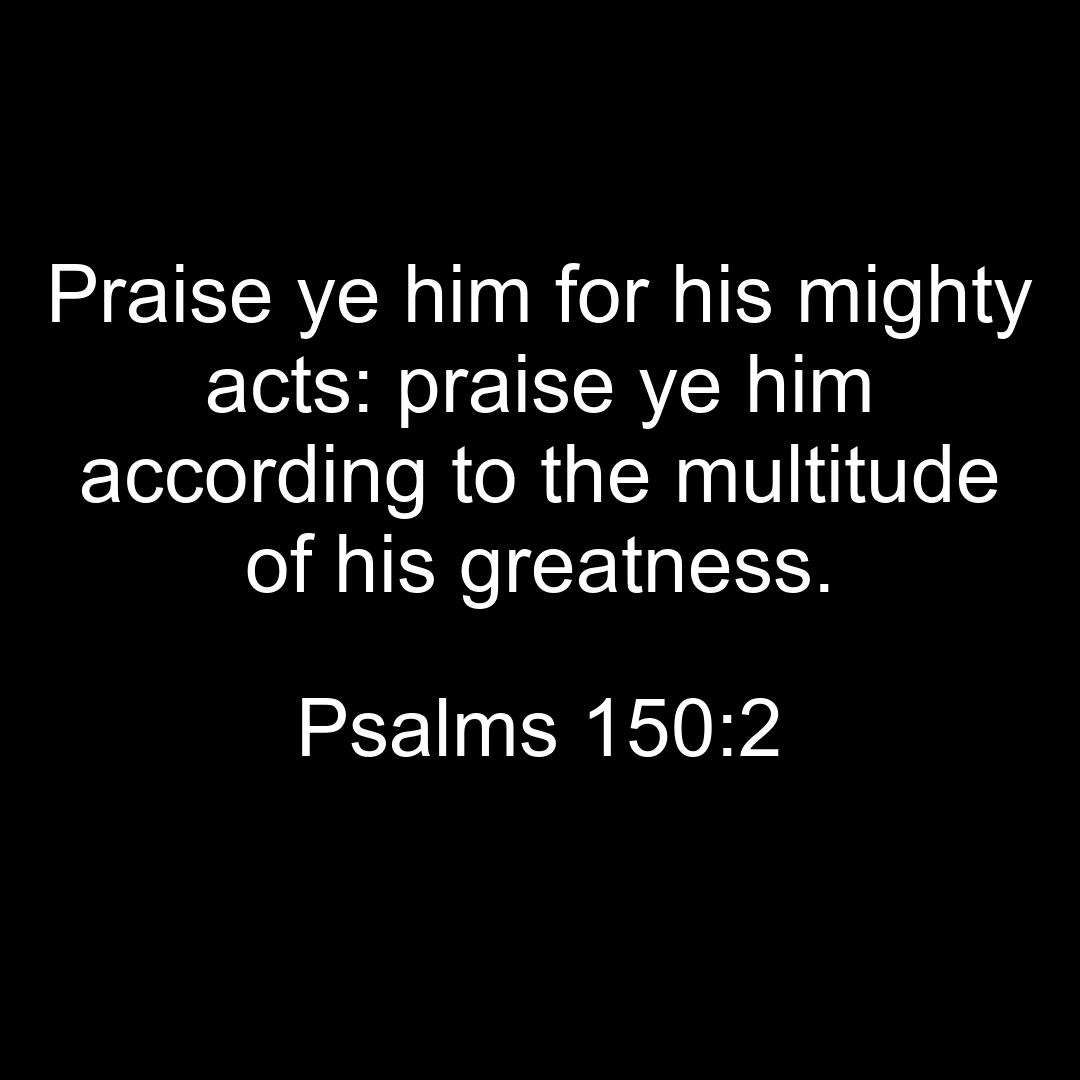 Praise ye him for his mighty
acts: praise ye him
according to the multitude
of his greatness.
Psalms 150:2